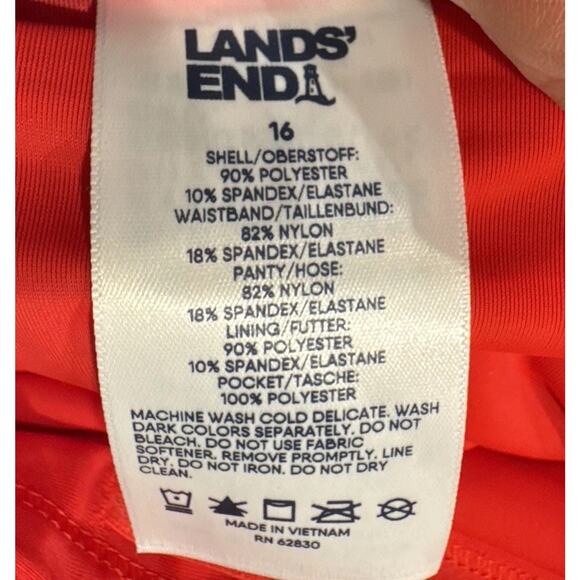 LANDS'
END
16
SHELL/OBERSTOFF:
90% POLYESTER
10% SPANDEX/ELASTANE
WAISTBAND/TAILLENBUND:
82% NYLON
18% SPANDEX/ELASTANE
PANTY/HOSE:
82% NYLON
18% SPANDEX/ELASTANE
LINING/FUTTER:
90% POLYESTER
10% SPANDEX/ELASTANE
POCKET/TASCHE:
100% POLYESTER
MACHINE WASH COLD DELICATE. WASH
DARK COLORS SEPARATELY. DO NOT
BLEACH. DO NOT USE FABRIC
SOFTENER. REMOVE PROMPTLY. LINE
DRY. DO NOT IRON. DO NOT DRY
CLEAN.
MADE IN VIETNAM
RN 62830